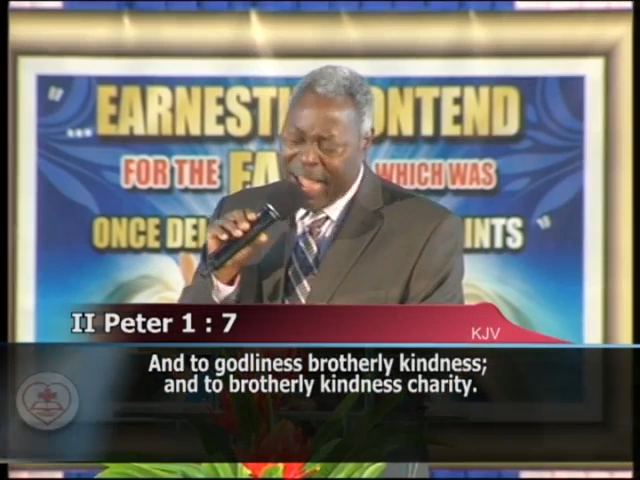 "...EARNESTL ONTEND
FOR THE FA WHICH WAS
ONCE DEL INTS"
II Peter 1 : 7
KJV
And to godliness brotherly kindness;
and to brotherly kindness charity.